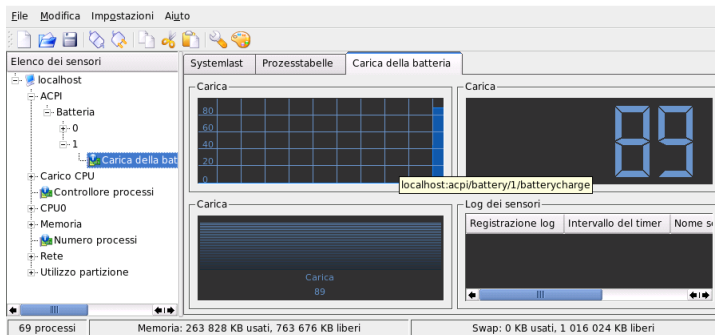 File Modifica Impostazioni Aiuto
Elenco dei sensori
localhost
ACPI
Batteria
0
1
Carica della bat
Carico CPU
Controllore processi
CPU0
Memoria
Numero processi
Rete
Utilizzo partizione
Systemlast Prozesstabelle Carica della batteria
Carica
80
60
40
20
0
Carica
89
localhost:acpi/battery/1/batterycharge
Carica
Carica
89
Log dei sensori
Registrazione log Intervallo del timer Nome se
69 processi Memoria: 263 828 KB usati, 763 676 KB liberi Swap: 0 KB usati, 1 016 024 KB liberi